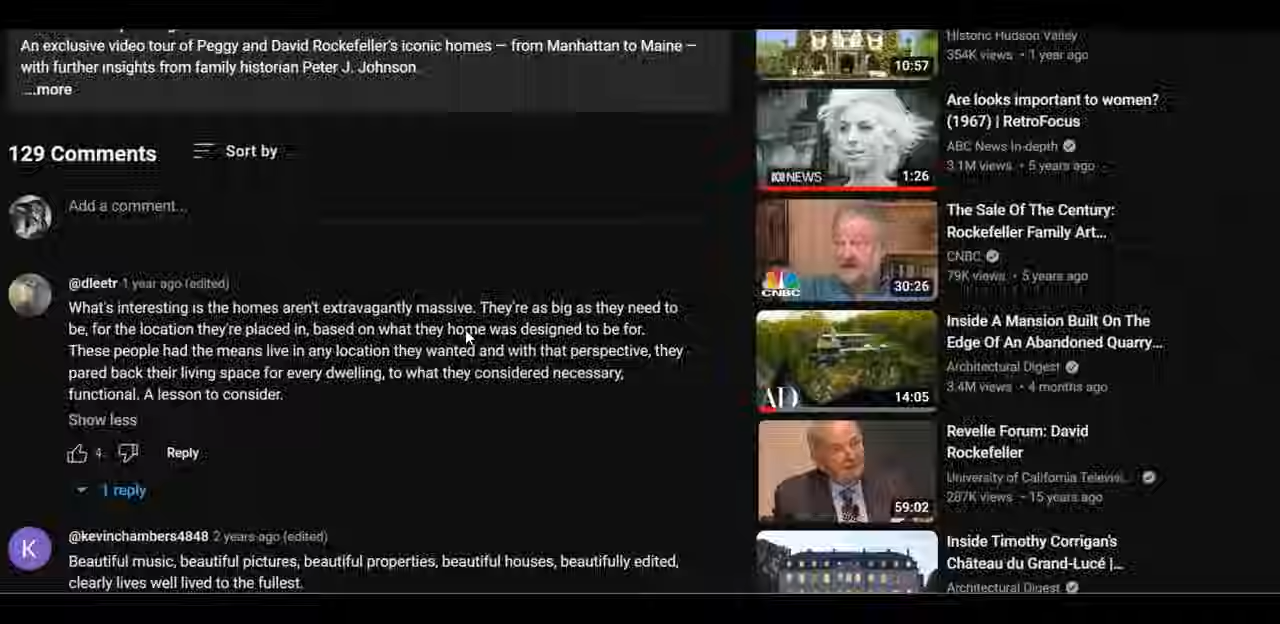 An exclusive video tour of Peggy and David Rockefeller's iconic homes — from Manhattan to Maine —
with further insights from family historian Peter J. Johnson
...more
129 Comments
Sort by
Add a comment...
@dleetr 1 year ago (edited)
What's interesting is the homes aren't extravagantly massive. They're as big as they need to
be, for the location they're placed in, based on what they home was designed to be for.
These people had the means live in any location they wanted and with that perspective, they
pared back their living space for every dwelling, to what they considered necessary,
functional. A lesson to consider.
Show less
4
Reply
1 reply
K
@kevinchambers4848 2 years ago (edited)
Beautiful music, beautiful pictures, beautiful properties, beautiful houses, beautifully edited,
clearly lives well lived to the fullest.
Historic Hudson Valley
354K views • 1 year ago
10:57
Are looks important to women?
(1967) | RetroFocus
ABC News In-depth
3.1M views • 5 years ago
NEWS
1:26
The Sale Of The Century:
Rockefeller Family Art...
CNBC
79K views • 5 years ago
CNBC
30:26
Inside A Mansion Built On The
Edge Of An Abandoned Quarry...
Architectural Digest
3.4M views • 4 months ago
AD
14:05
Revelle Forum: David
Rockefeller
University of California Televisi...
287K views • 15 years ago
59:02
Inside Timothy Corrigan's
Château du Grand-Lucé |...
Architectural Digest